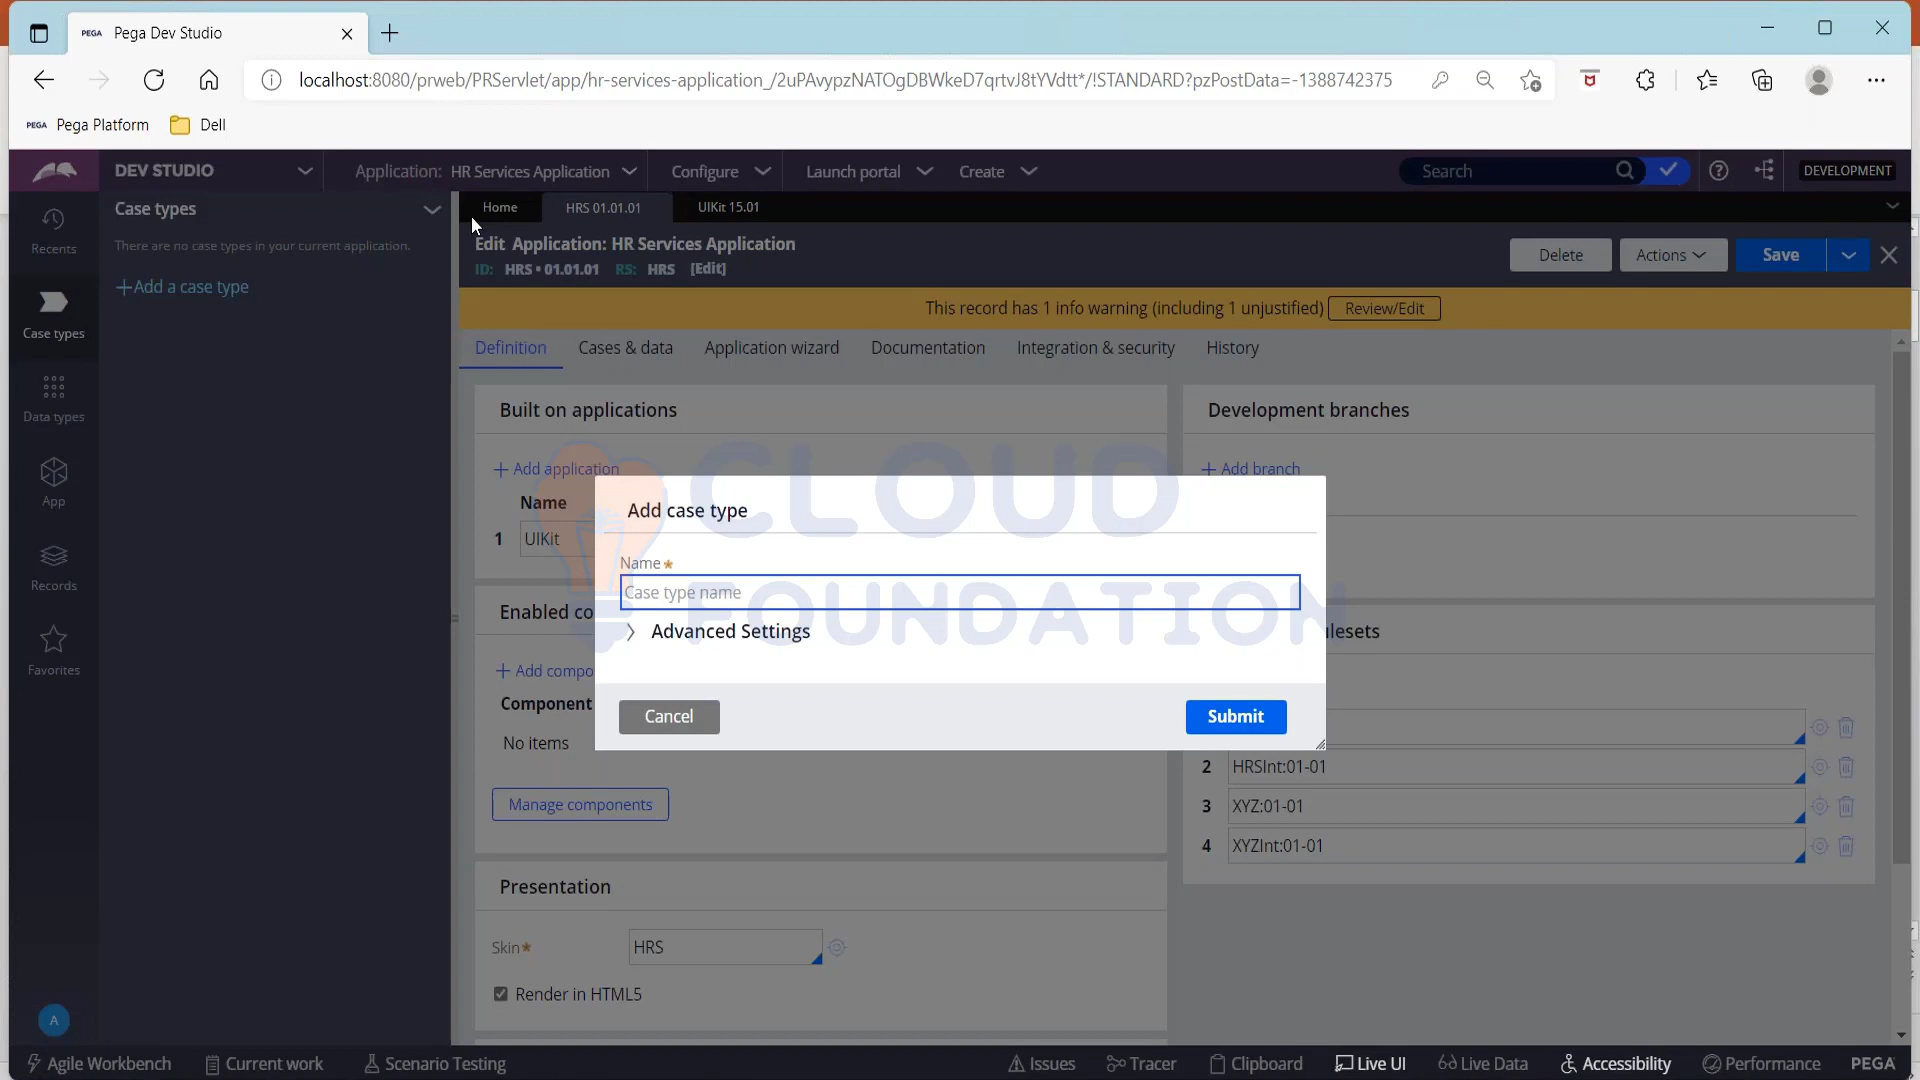 PEGA Pega Dev Studio
localhost:8080/prweb/PRServlet/app/hr-services-application_/2uPAvypzNATOgDBWkeD7qrtvJ8tYVdtt*/!STANDARD?pzPostData=-1388742375
PEGA Pega Platform Dell
DEV STUDIO Application: HR Services Application Configure Launch portal Create Search DEVELOPMENT
Case types
There are no case types in your current application.
Add a case type
Recents
Case types
Data types
App
Records
Favorites
A
Home HRS 01.01.01 UIKit 15.01
Edit Application: HR Services Application
ID: HRS • 01.01.01 RS: HRS [Edit]
Delete Actions Save
This record has 1 info warning (including 1 unjustified) Review/Edit
Definition Cases & data Application wizard Documentation Integration & security History
Built on applications
+ Add application
Name
1 UIKit
Development branches
+ Add branch
CLOUD
FOUNDATION
Add case type
Name*
Case type name
Advanced Settings
Cancel Submit
Enabled co
+ Add compo
Component
No items
Manage components
lesets
2 HRSInt:01-01
3 XYZ:01-01
4 XYZInt:01-01
Presentation
Skin* HRS
Render in HTML5
Agile Workbench Current work Scenario Testing Issues Tracer Clipboard Live UI Live Data Accessibility Performance PEGA